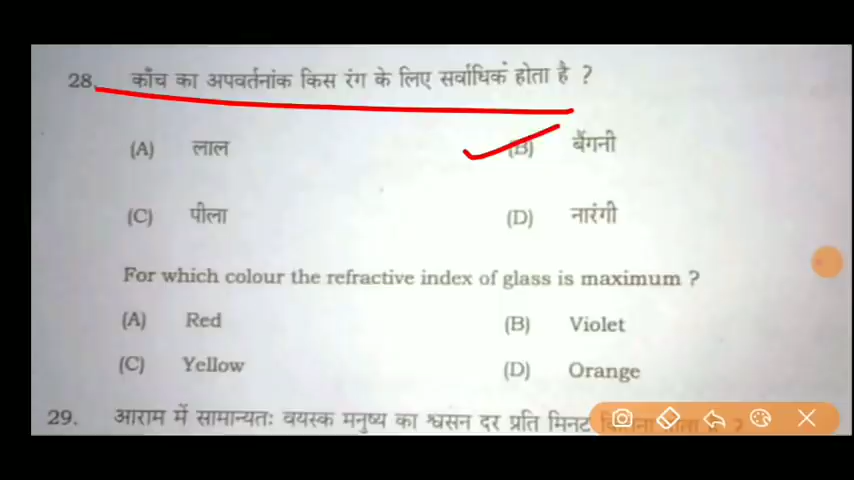 28. काँच का अपवर्तनांक किस रंग के लिए सर्वाधिक होता है ?
(A) लाल (B) बैंगनी
(C) पीला (D) नारंगी
For which colour the refractive index of glass is maximum ?
(A) Red (B) Violet
(C) Yellow (D) Orange
29. आराम में सामान्यतः वयस्क मनुष्य का श्वसन दर प्रति मिनट ?